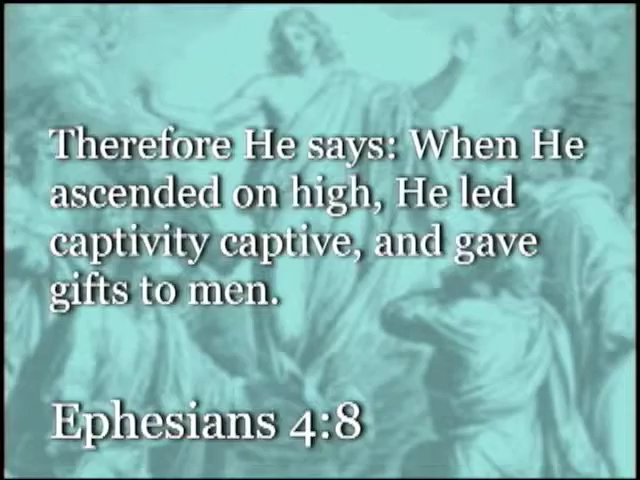 Therefore He says: When He
ascended on high, He led
captivity captive, and gave
gifts to men.
Ephesians 4:8